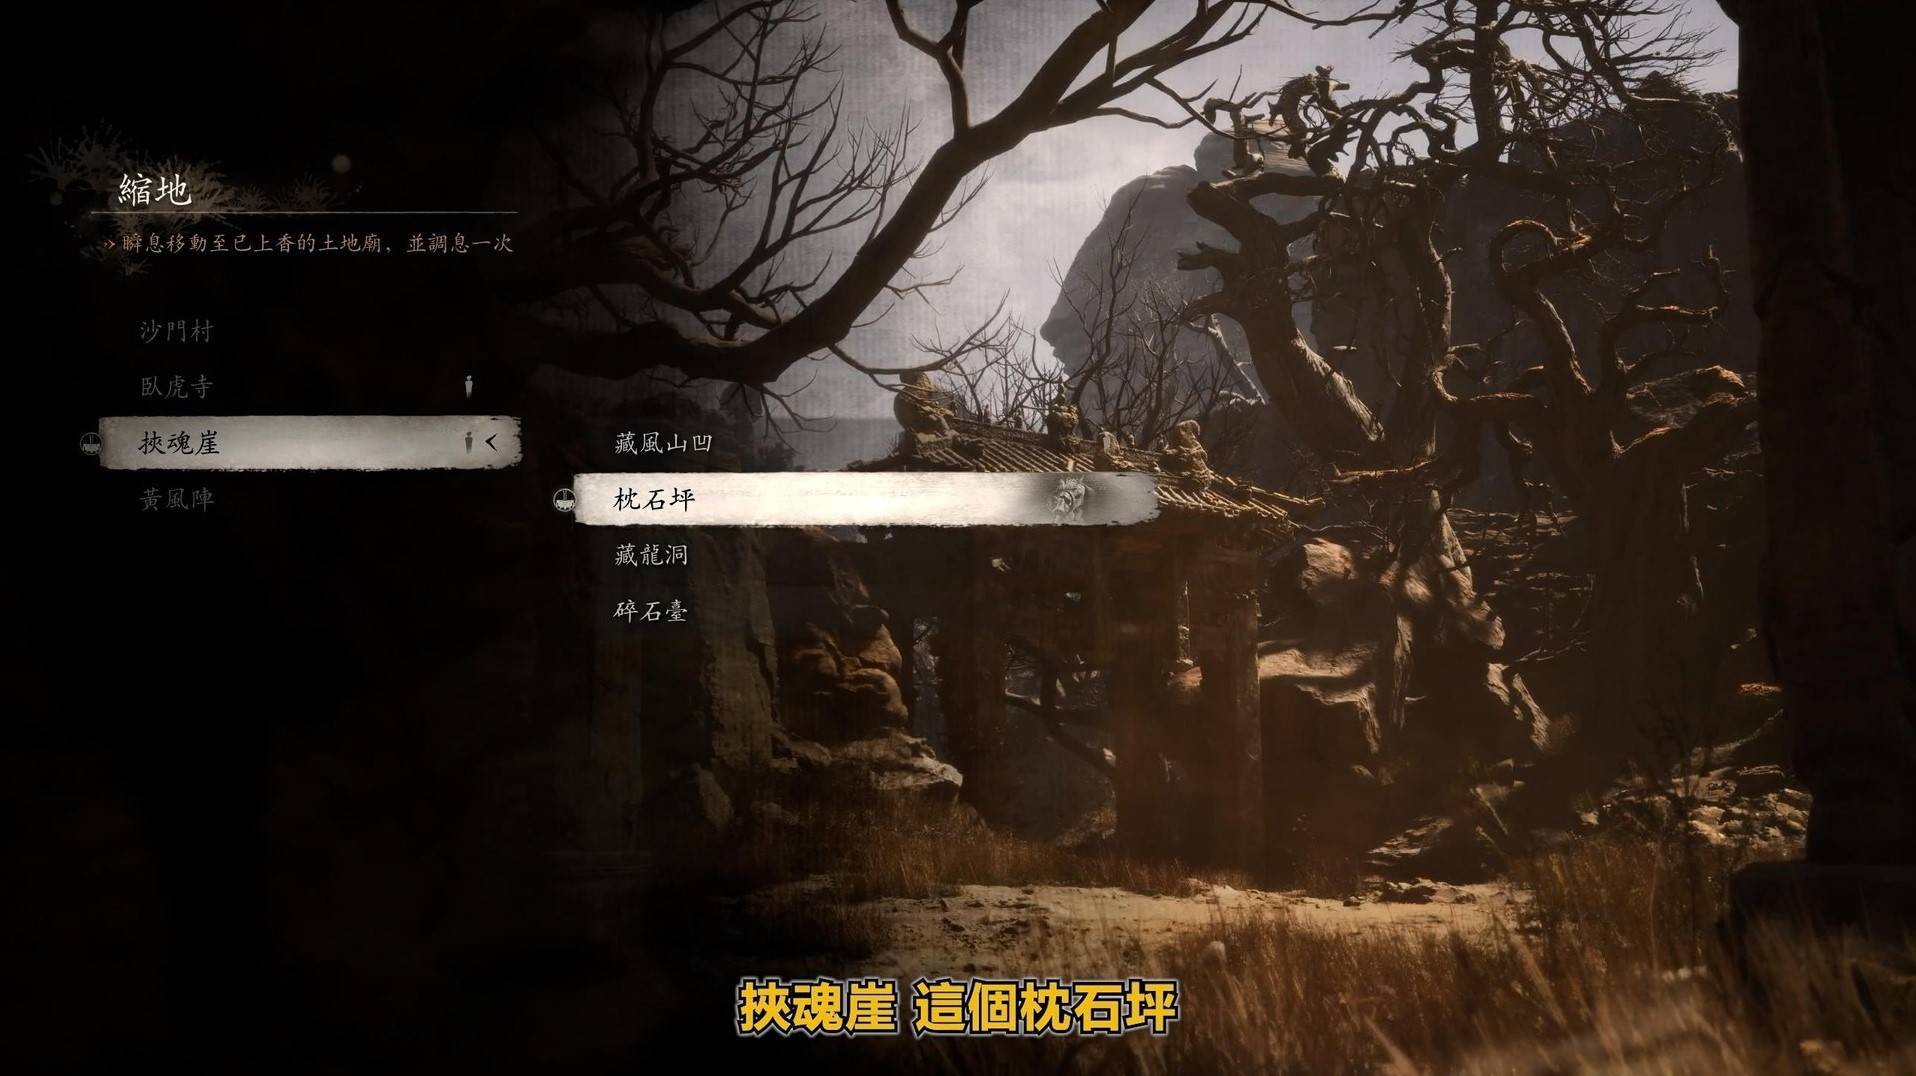 縮地
瞬息移動至已上香的土地廟，並調息一次
沙門村
臥虎寺
挾魂崖
黃風陣
藏風山凹
枕石坪
藏龍洞
碎石臺
挾魂崖 這個枕石坪